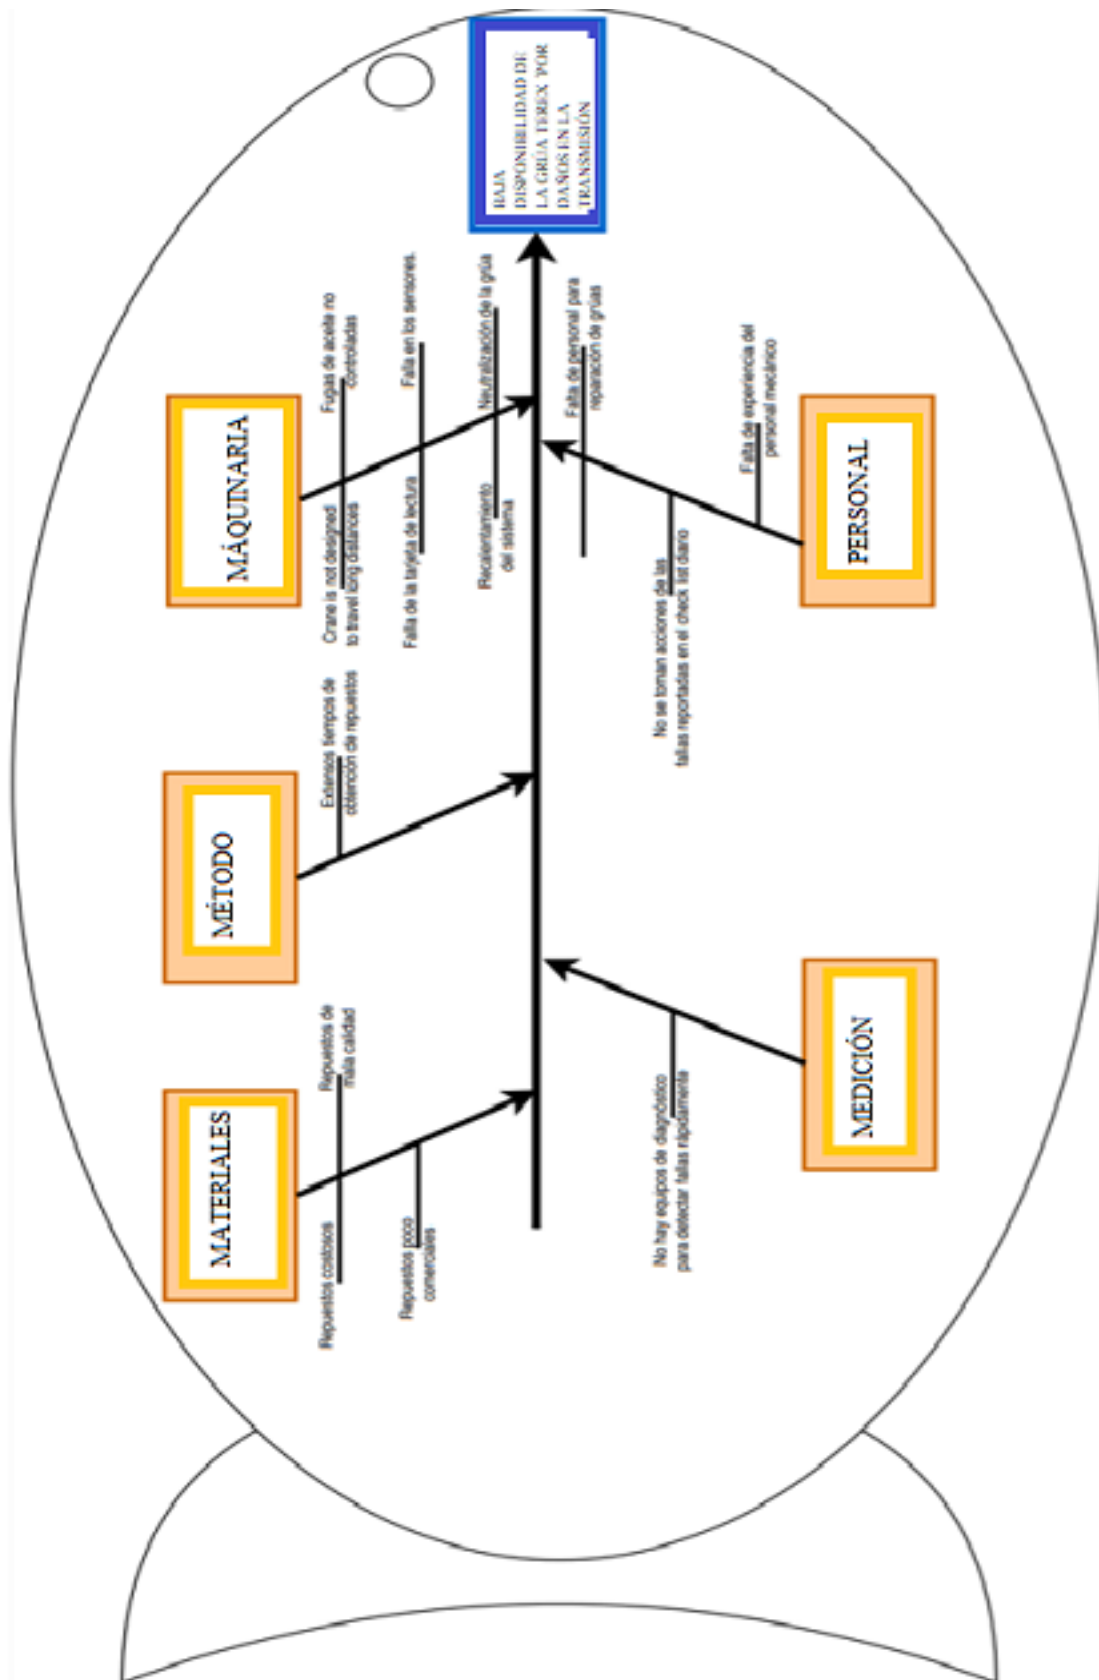 MATERIALES
MÉTODO
MÁQUINARIA
Repuestos costosos
Repuestos de
mala calidad
Repuestos poco
comerciales
Extensos tiempos de
obtención de repuestos
Crane is not designed
to travel long distances
Fugas de aceite no
controladas
Falla de la tarjeta de lectura
Falla en los sensores.
Recalentamiento
del sistema
Neutralización de la grúa
BAJA
DISPONIBILIDAD DE
LA GRÚA TEREX POR
DAÑOS EN LA
TRANSMISIÓN
Falta de personal para
reparación de grúas
No hay equipos de diagnóstico
para detectar fallas rápidamente
No se toman acciones de las
fallas reportadas en el check list diario
Falta de experiencia del
personal mecánico
MEDICIÓN
PERSONAL